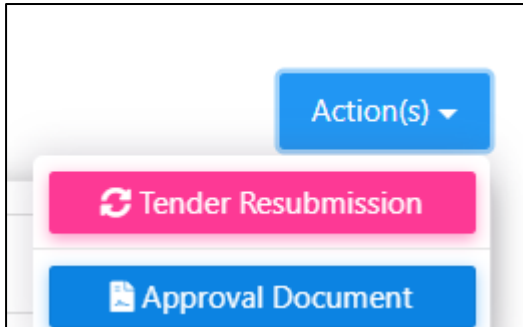 Action(s)
Tender Resubmission
Approval Document